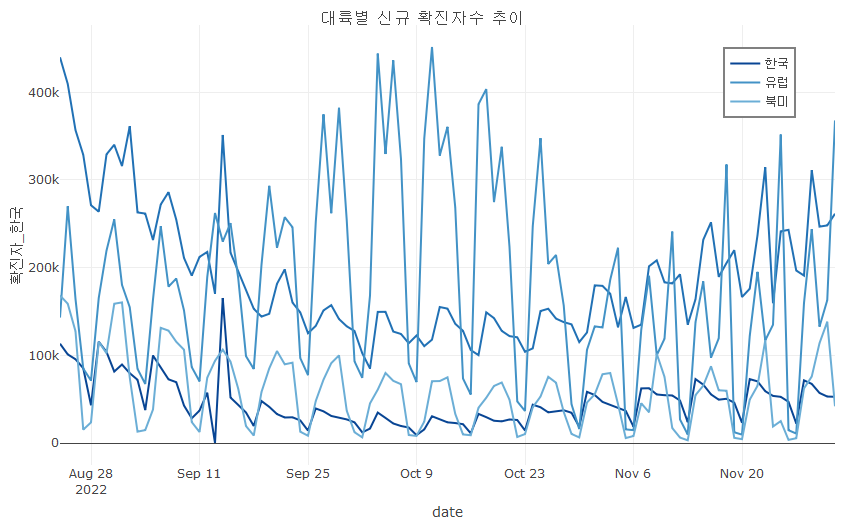 대륙별 신규 확진자수 추이
한국
유럽
북미
400k
300k
200k
100k
0
확진자_한국
Aug 28
2022
Sep 11
Sep 25
Oct 9
Oct 23
Nov 6
Nov 20
date